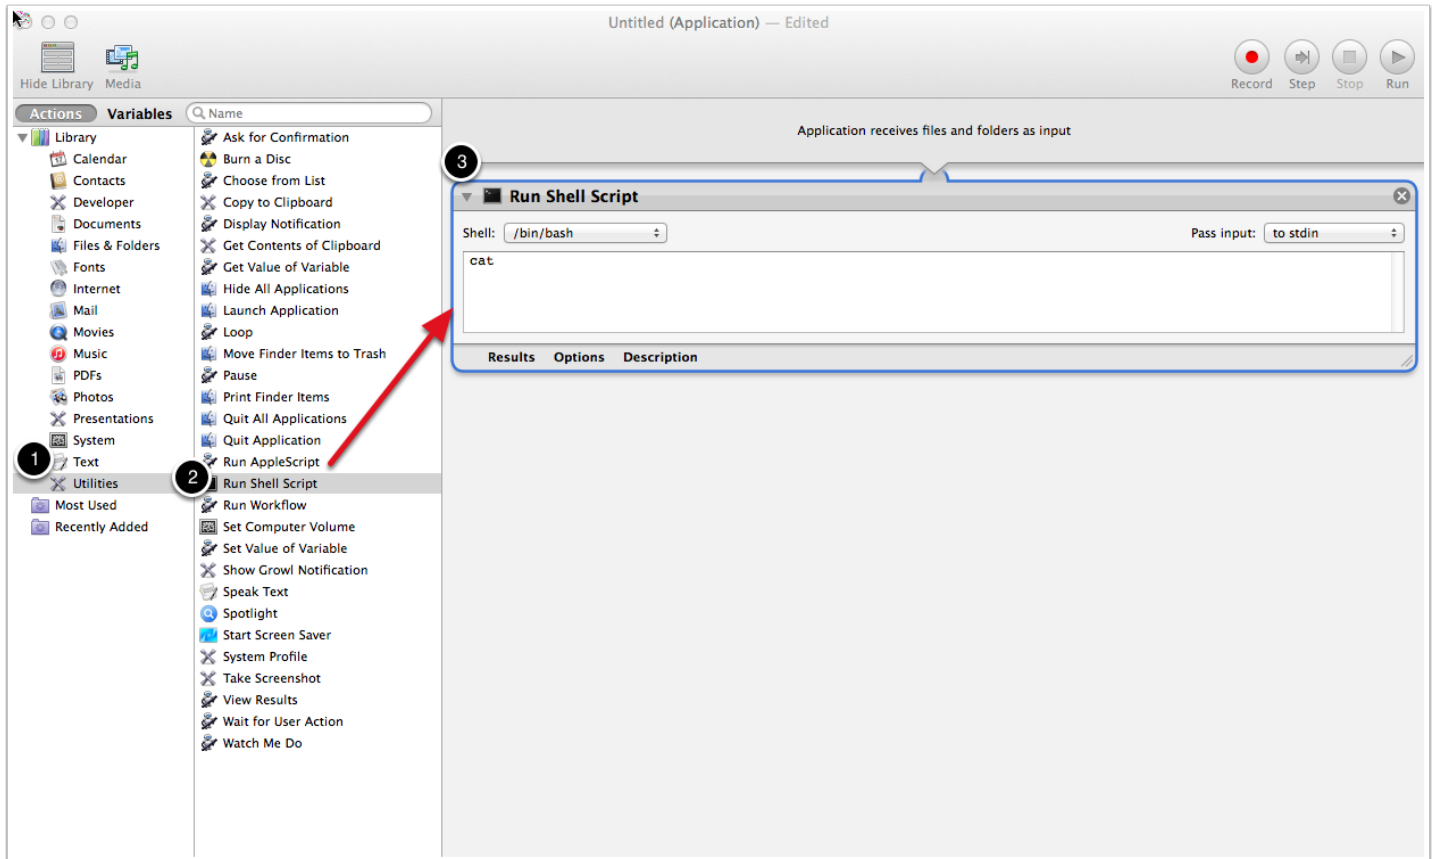 Untitled (Application) — Edited
Hide Library Media
Record Step Stop Run
Actions Variables Name
Library
Calendar
Contacts
Developer
Documents
Files & Folders
Fonts
Internet
Mail
Movies
Music
PDFs
Photos
Presentations
System
1
Text
Utilities
Most Used
Recently Added
Ask for Confirmation
Burn a Disc
Choose from List
Copy to Clipboard
Display Notification
Get Contents of Clipboard
Get Value of Variable
Hide All Applications
Launch Application
Loop
Move Finder Items to Trash
Pause
Print Finder Items
Quit All Applications
Quit Application
Run AppleScript
2
Run Shell Script
Run Workflow
Set Computer Volume
Set Value of Variable
Show Growl Notification
Speak Text
Spotlight
Start Screen Saver
System Profile
Take Screenshot
View Results
Wait for User Action
Watch Me Do
Application receives files and folders as input
3
Run Shell Script
Shell: /bin/bash Pass input: to stdin
cat
Results Options Description